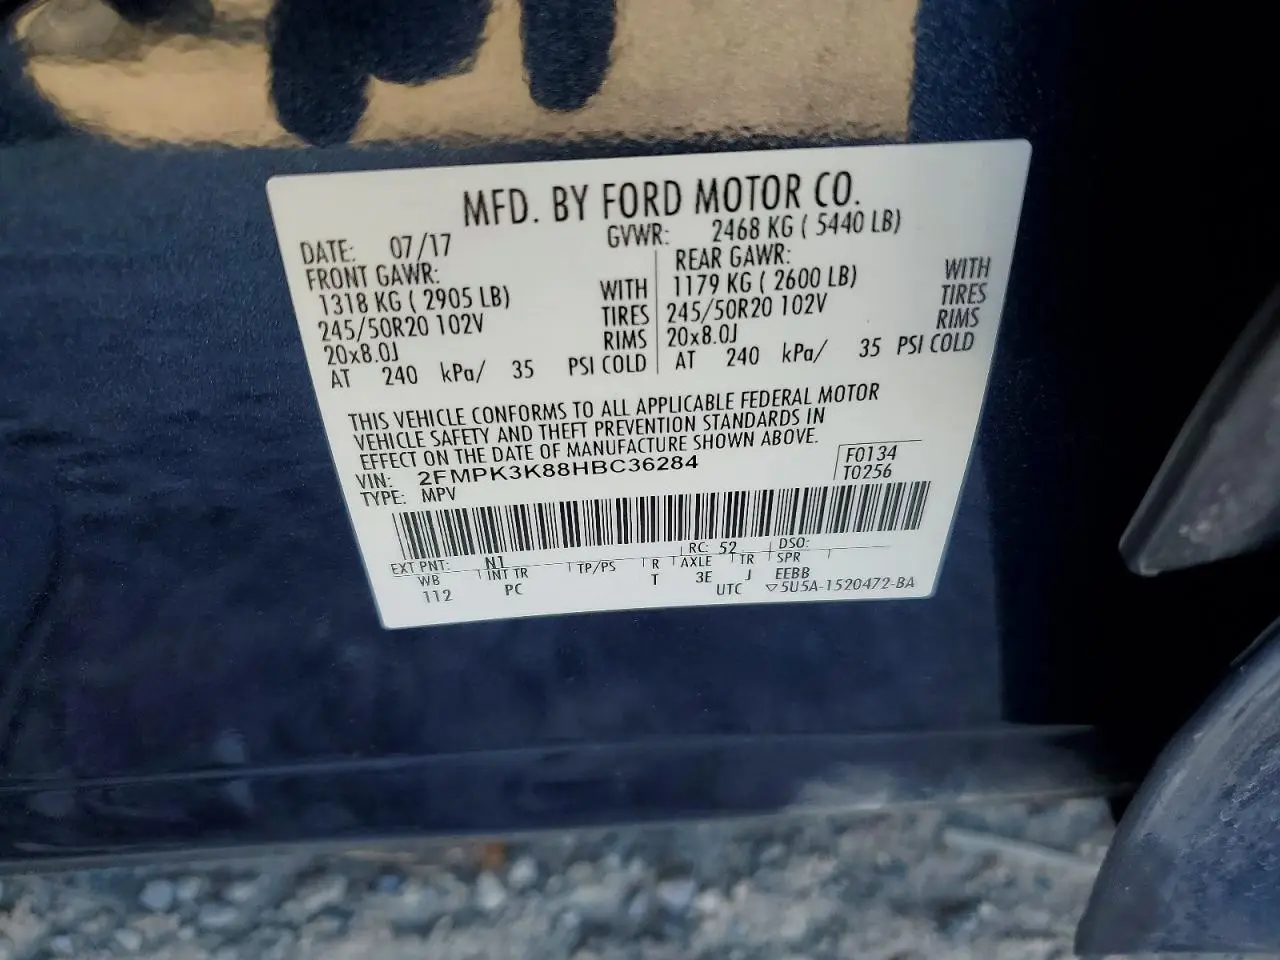 MFD. BY FORD MOTOR CO.
DATE: 07/17 GVWR: 2468 KG ( 5440 LB)
FRONT GAWR: REAR GAWR:
1318 KG ( 2905 LB) WITH 1179 KG ( 2600 LB) WITH
245/50R20 102V TIRES 245/50R20 102V TIRES
20x8.0J RIMS 20x8.0J RIMS
AT 240 kPa/ 35 PSI COLD AT 240 kPa/ 35 PSI COLD
THIS VEHICLE CONFORMS TO ALL APPLICABLE FEDERAL MOTOR
VEHICLE SAFETY AND THEFT PREVENTION STANDARDS IN
EFFECT ON THE DATE OF MANUFACTURE SHOWN ABOVE.
VIN: 2FMPK3K88HBC36284 F0134
TYPE: MPV T0256
EXT PNT: N1 RC: 52 DSO:
WB INT TR TP/PS R AXLE TR SPR
112 PC T 3E J EEBB
UTC ▽5U5A-1520472-BA